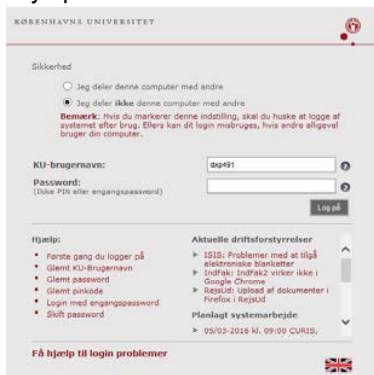 KØBENHAVNS UNIVERSITET
Sikkerhed
Jeg deler denne computer med andre
Jeg deler ikke denne computer med andre
Bemærk: Hvis du markerer denne indstilling, skal du huske at logge af
systemet efter brug. Ellers kan dit login misbruges, hvis andre alligevel
bruger din computer.
KU-brugernavn:
dxp491
Password:
(Ikke PIN eller engangspassword)
Log på
Hjælp:
Første gang du logger på
Glemt KU-Brugernavn
Glemt password
Glemt pinkode
Login med engangspassword
Skift password
Aktuelle driftsforstyrrelser
ISIS: Problemer med at tilgå
elektroniske blanketter
IndFak: IndFak2 virker ikke i
Google Chrome
RejsUd: Upload af dokumenter i
Firefox i RejsUd
Planlagt systemarbejde
05/03-2016 kl. 09:00 CURIS,
Få hjælp til login problemer